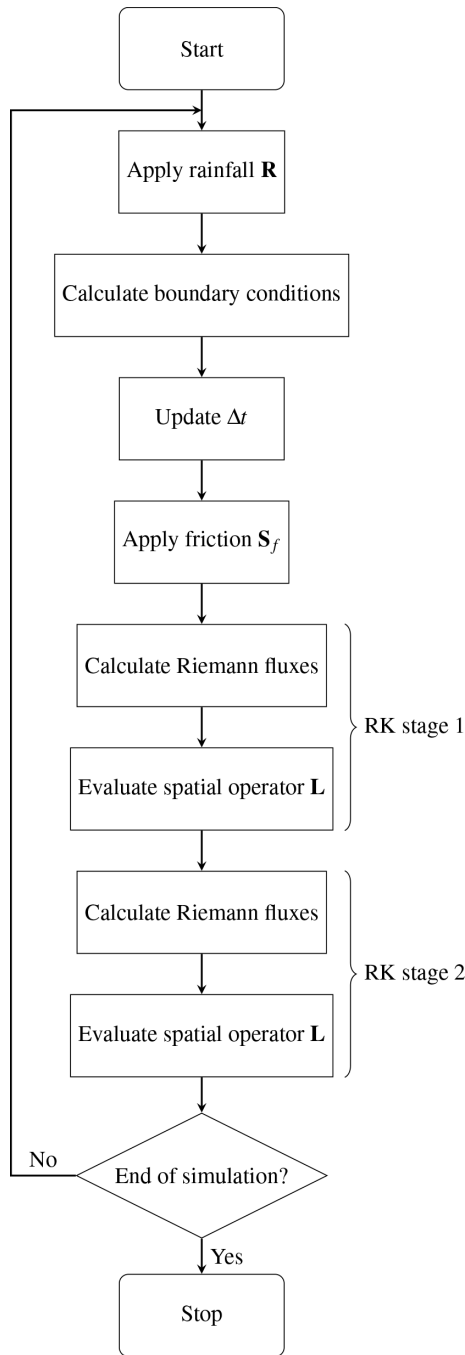 Start
Apply rainfall R
Calculate boundary conditions
Update Δt
Apply friction S_f
Calculate Riemann fluxes
RK stage 1
Evaluate spatial operator L
Calculate Riemann fluxes
RK stage 2
Evaluate spatial operator L
No
End of simulation?
Yes
Stop